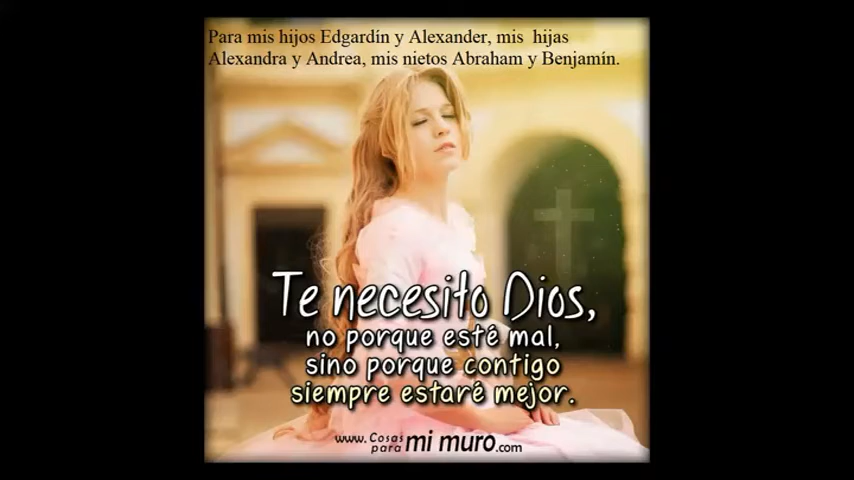 Para mis hijos Edgardín y Alexander, mis hijas
Alexandra y Andrea, mis nietos Abraham y Benjamín.
Te necesito Dios,
no porque esté mal,
sino porque contigo
siempre estaré mejor.
www.Cosas para mi muro.com